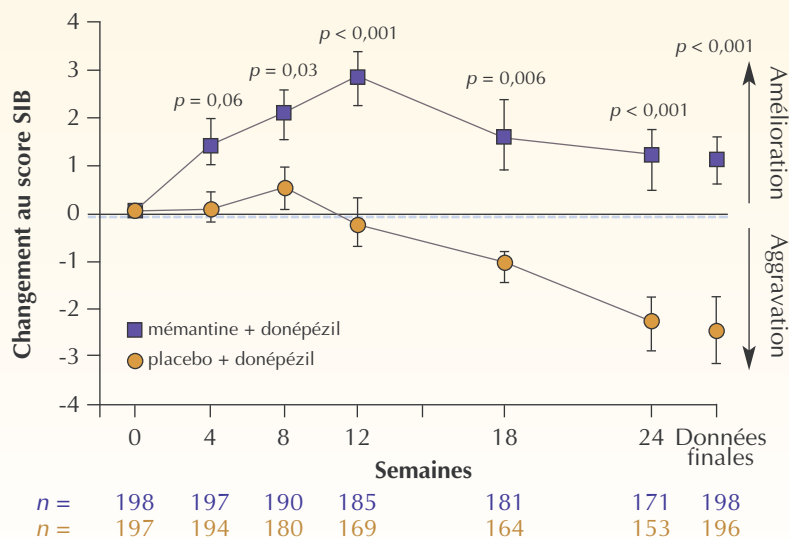 Changement au score SIB
4
3
2
1
0
-1
-2
-3
-4
p = 0,06
p = 0,03
p < 0,001
p = 0,006
p < 0,001
p < 0,001
Amélioration
Aggravation
mémantine + donépézil
placebo + donépézil
0 4 8 12 18 24 Données finales
Semaines
n = 198 197 190 185 181 171 198
n = 197 194 180 169 164 153 196